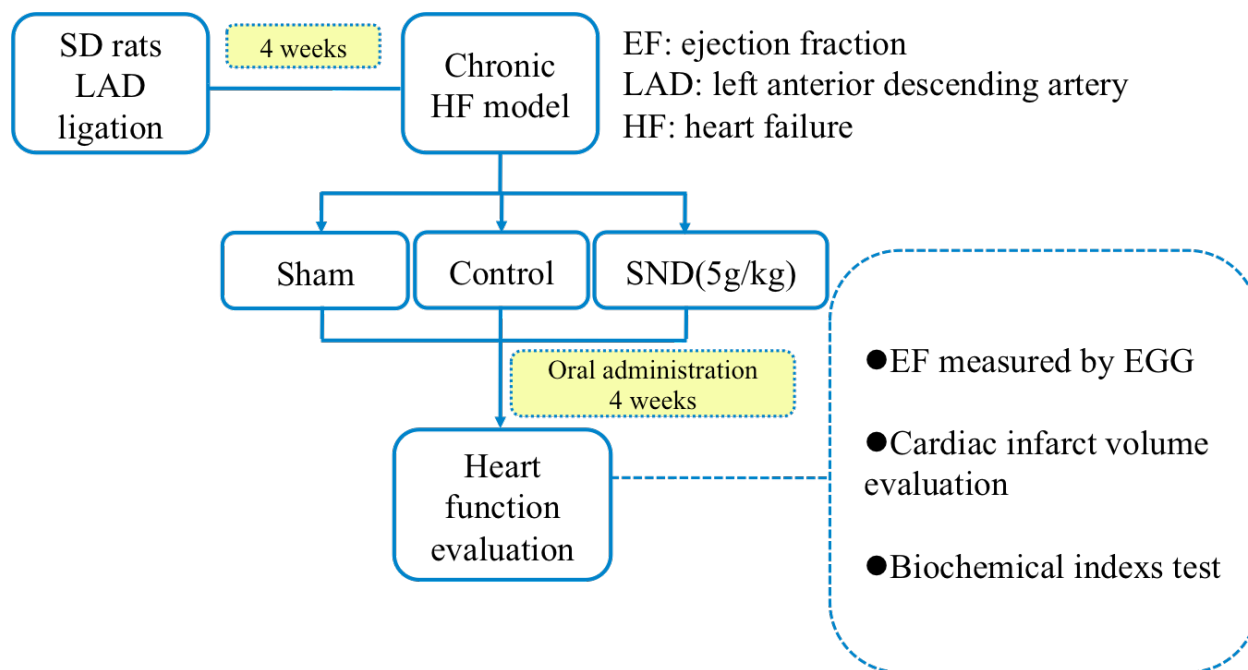 SD rats
LAD
ligation
4 weeks
Chronic
HF model
EF: ejection fraction
LAD: left anterior descending artery
HF: heart failure
Sham
Control
SND(5g/kg)
Oral administration
4 weeks
Heart
function
evaluation
●EF measured by EGG
●Cardiac infarct volume
evaluation
●Biochemical indexs test